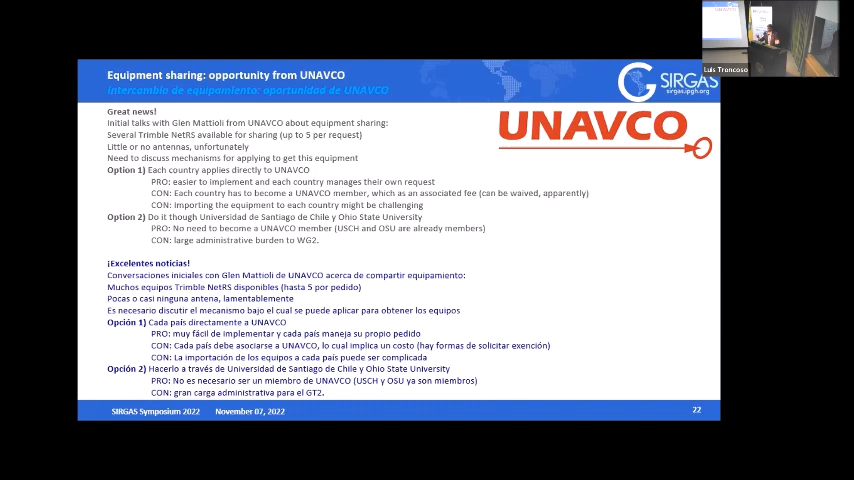 Equipment sharing: opportunity from UNAVCO
Intercambio de equipamiento: oportunidad de UNAVCO
SIRGAS
sirgas.ipgh.org
Luis Troncoso
UNAVCO
Great news!
Initial talks with Glen Mattioli from UNAVCO about equipment sharing:
Several Trimble NetRS available for sharing (up to 5 per request)
Little or no antennas, unfortunately
Need to discuss mechanisms for applying to get this equipment
Option 1) Each country applies directly to UNAVCO
PRO: easier to implement and each country manages their own request
CON: Each country has to become a UNAVCO member, which as an associated fee (can be waived, apparently)
CON: Importing the equipment to each country might be challenging
Option 2) Do it though Universidad de Santiago de Chile y Ohio State University
PRO: No need to become a UNAVCO member (USCH and OSU are already members)
CON: large administrative burden to WG2.
¡Excelentes noticias!
Conversaciones iniciales con Glen Mattioli de UNAVCO acerca de compartir equipamiento:
Muchos equipos Trimble NetRS disponibles (hasta 5 por pedido)
Pocas o casi ninguna antena, lamentablemente
Es necesario discutir el mecanismo bajo el cual se puede aplicar para obtener los equipos
Opción 1) Cada país directamente a UNAVCO
PRO: muy fácil de implementar y cada país maneja su propio pedido
CON: Cada país debe asociarse a UNAVCO, lo cual implica un costo (hay formas de solicitar exención)
CON: La importación de los equipos a cada país puede ser complicada
Opción 2) Hacerlo a través de Universidad de Santiago de Chile y Ohio State University
PRO: No es necesario ser un miembro de UNAVCO (USCH y OSU ya son miembros)
CON: gran carga administrativa para el GT2.
SIRGAS Symposium 2022 November 07, 2022 22